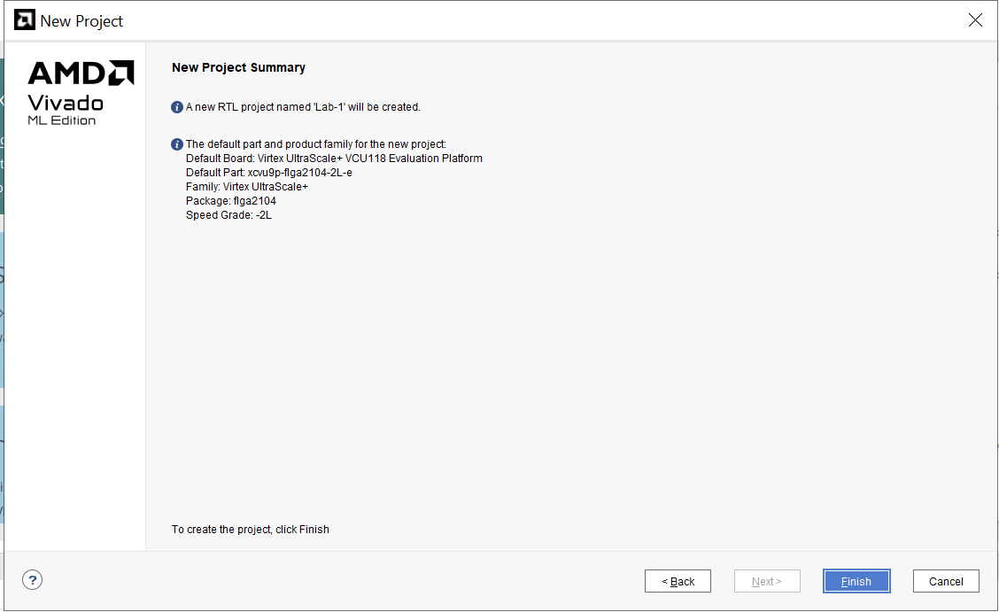 New Project
AMD
Vivado
ML Edition
New Project Summary
A new RTL project named 'Lab-1' will be created.
The default part and product family for the new project:
Default Board: Virtex UltraScale+ VCU118 Evaluation Platform
Default Part: xcvu9p-flga2104-2L-e
Family: Virtex UltraScale+
Package: flga2104
Speed Grade: -2L
To create the project, click Finish
?
< Back
Next >
Finish
Cancel